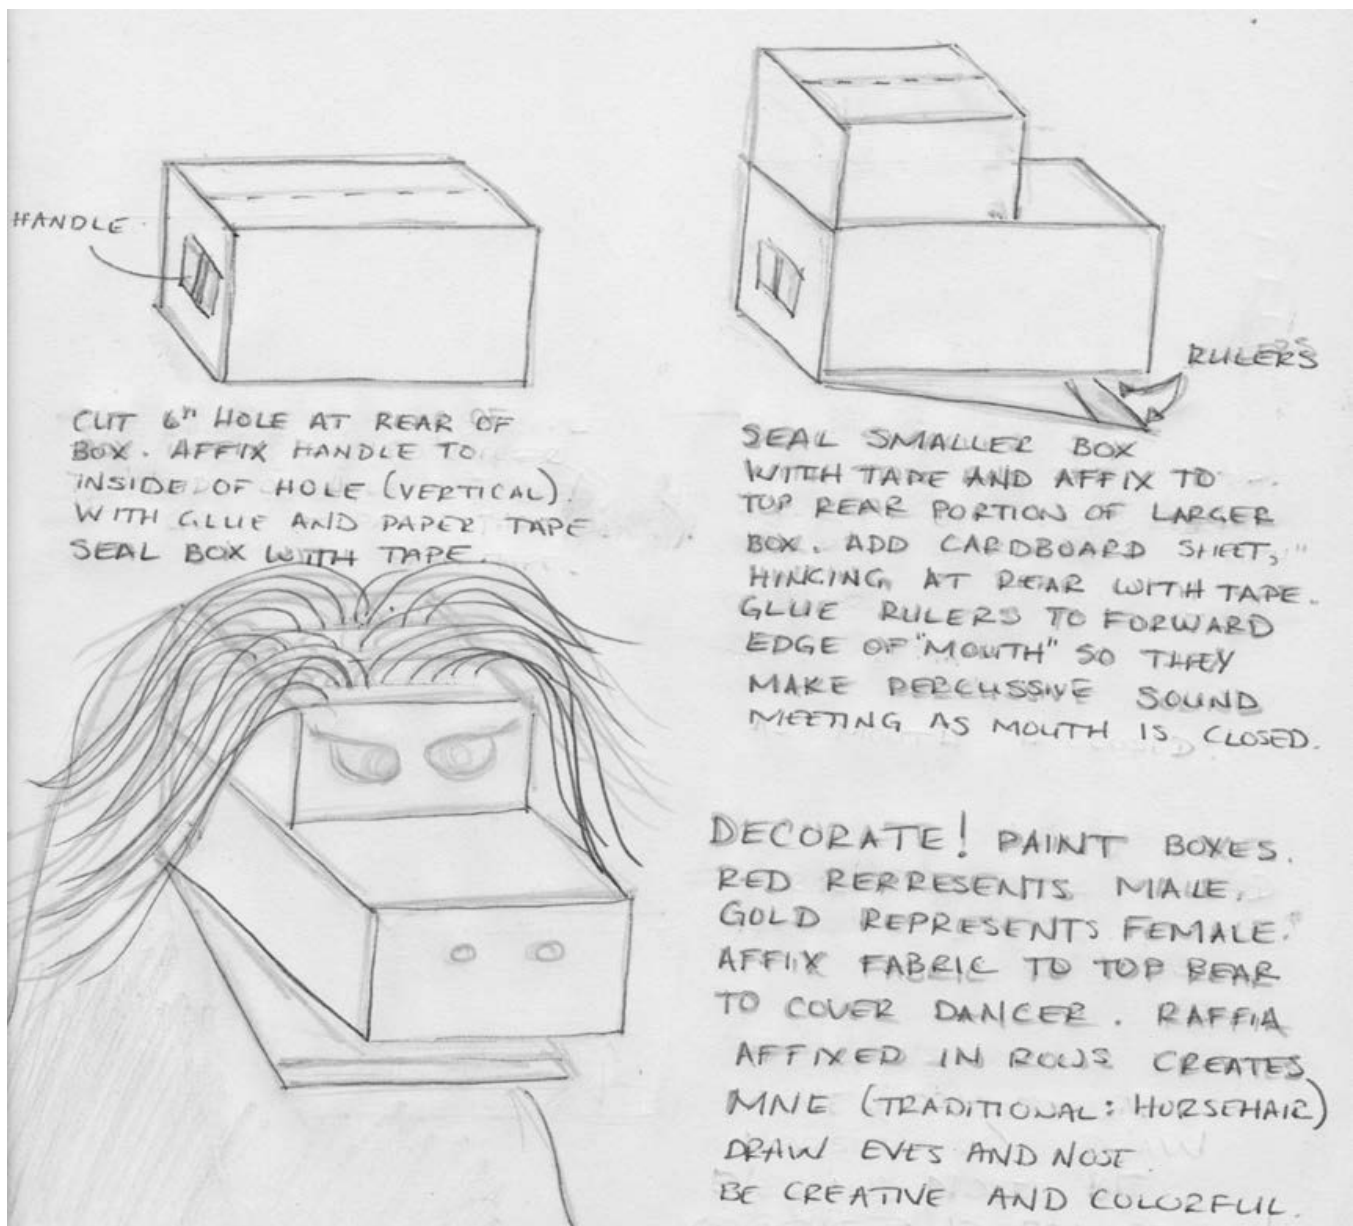 HANDLE
CUT 6" HOLE AT REAR OF
BOX. AFFIX HANDLE TO
INSIDE OF HOLE (VERTICAL)
WITH GLUE AND PAPER TAPE.
SEAL BOX WITH TAPE.
RULERS
SEAL SMALLER BOX
WITH TAPE AND AFFIX TO
TOP REAR PORTION OF LARGER
BOX. ADD CARDBOARD SHEET,
HINGING AT REAR WITH TAPE.
GLUE RULERS TO FORWARD
EDGE OF "MOUTH" SO THEY
MAKE PERCUSSIVE SOUND
MEETING AS MOUTH IS CLOSED.
DECORATE! PAINT BOXES.
RED REPRESENTS MALE.
GOLD REPRESENTS FEMALE.
AFFIX FABRIC TO TOP REAR
TO COVER DANCER. RAFFIA
AFFIXED IN ROWS CREATES
MNE (TRADITIONAL: HORSEHAIR)
DRAW EYES AND NOSE.
BE CREATIVE AND COLORFUL.